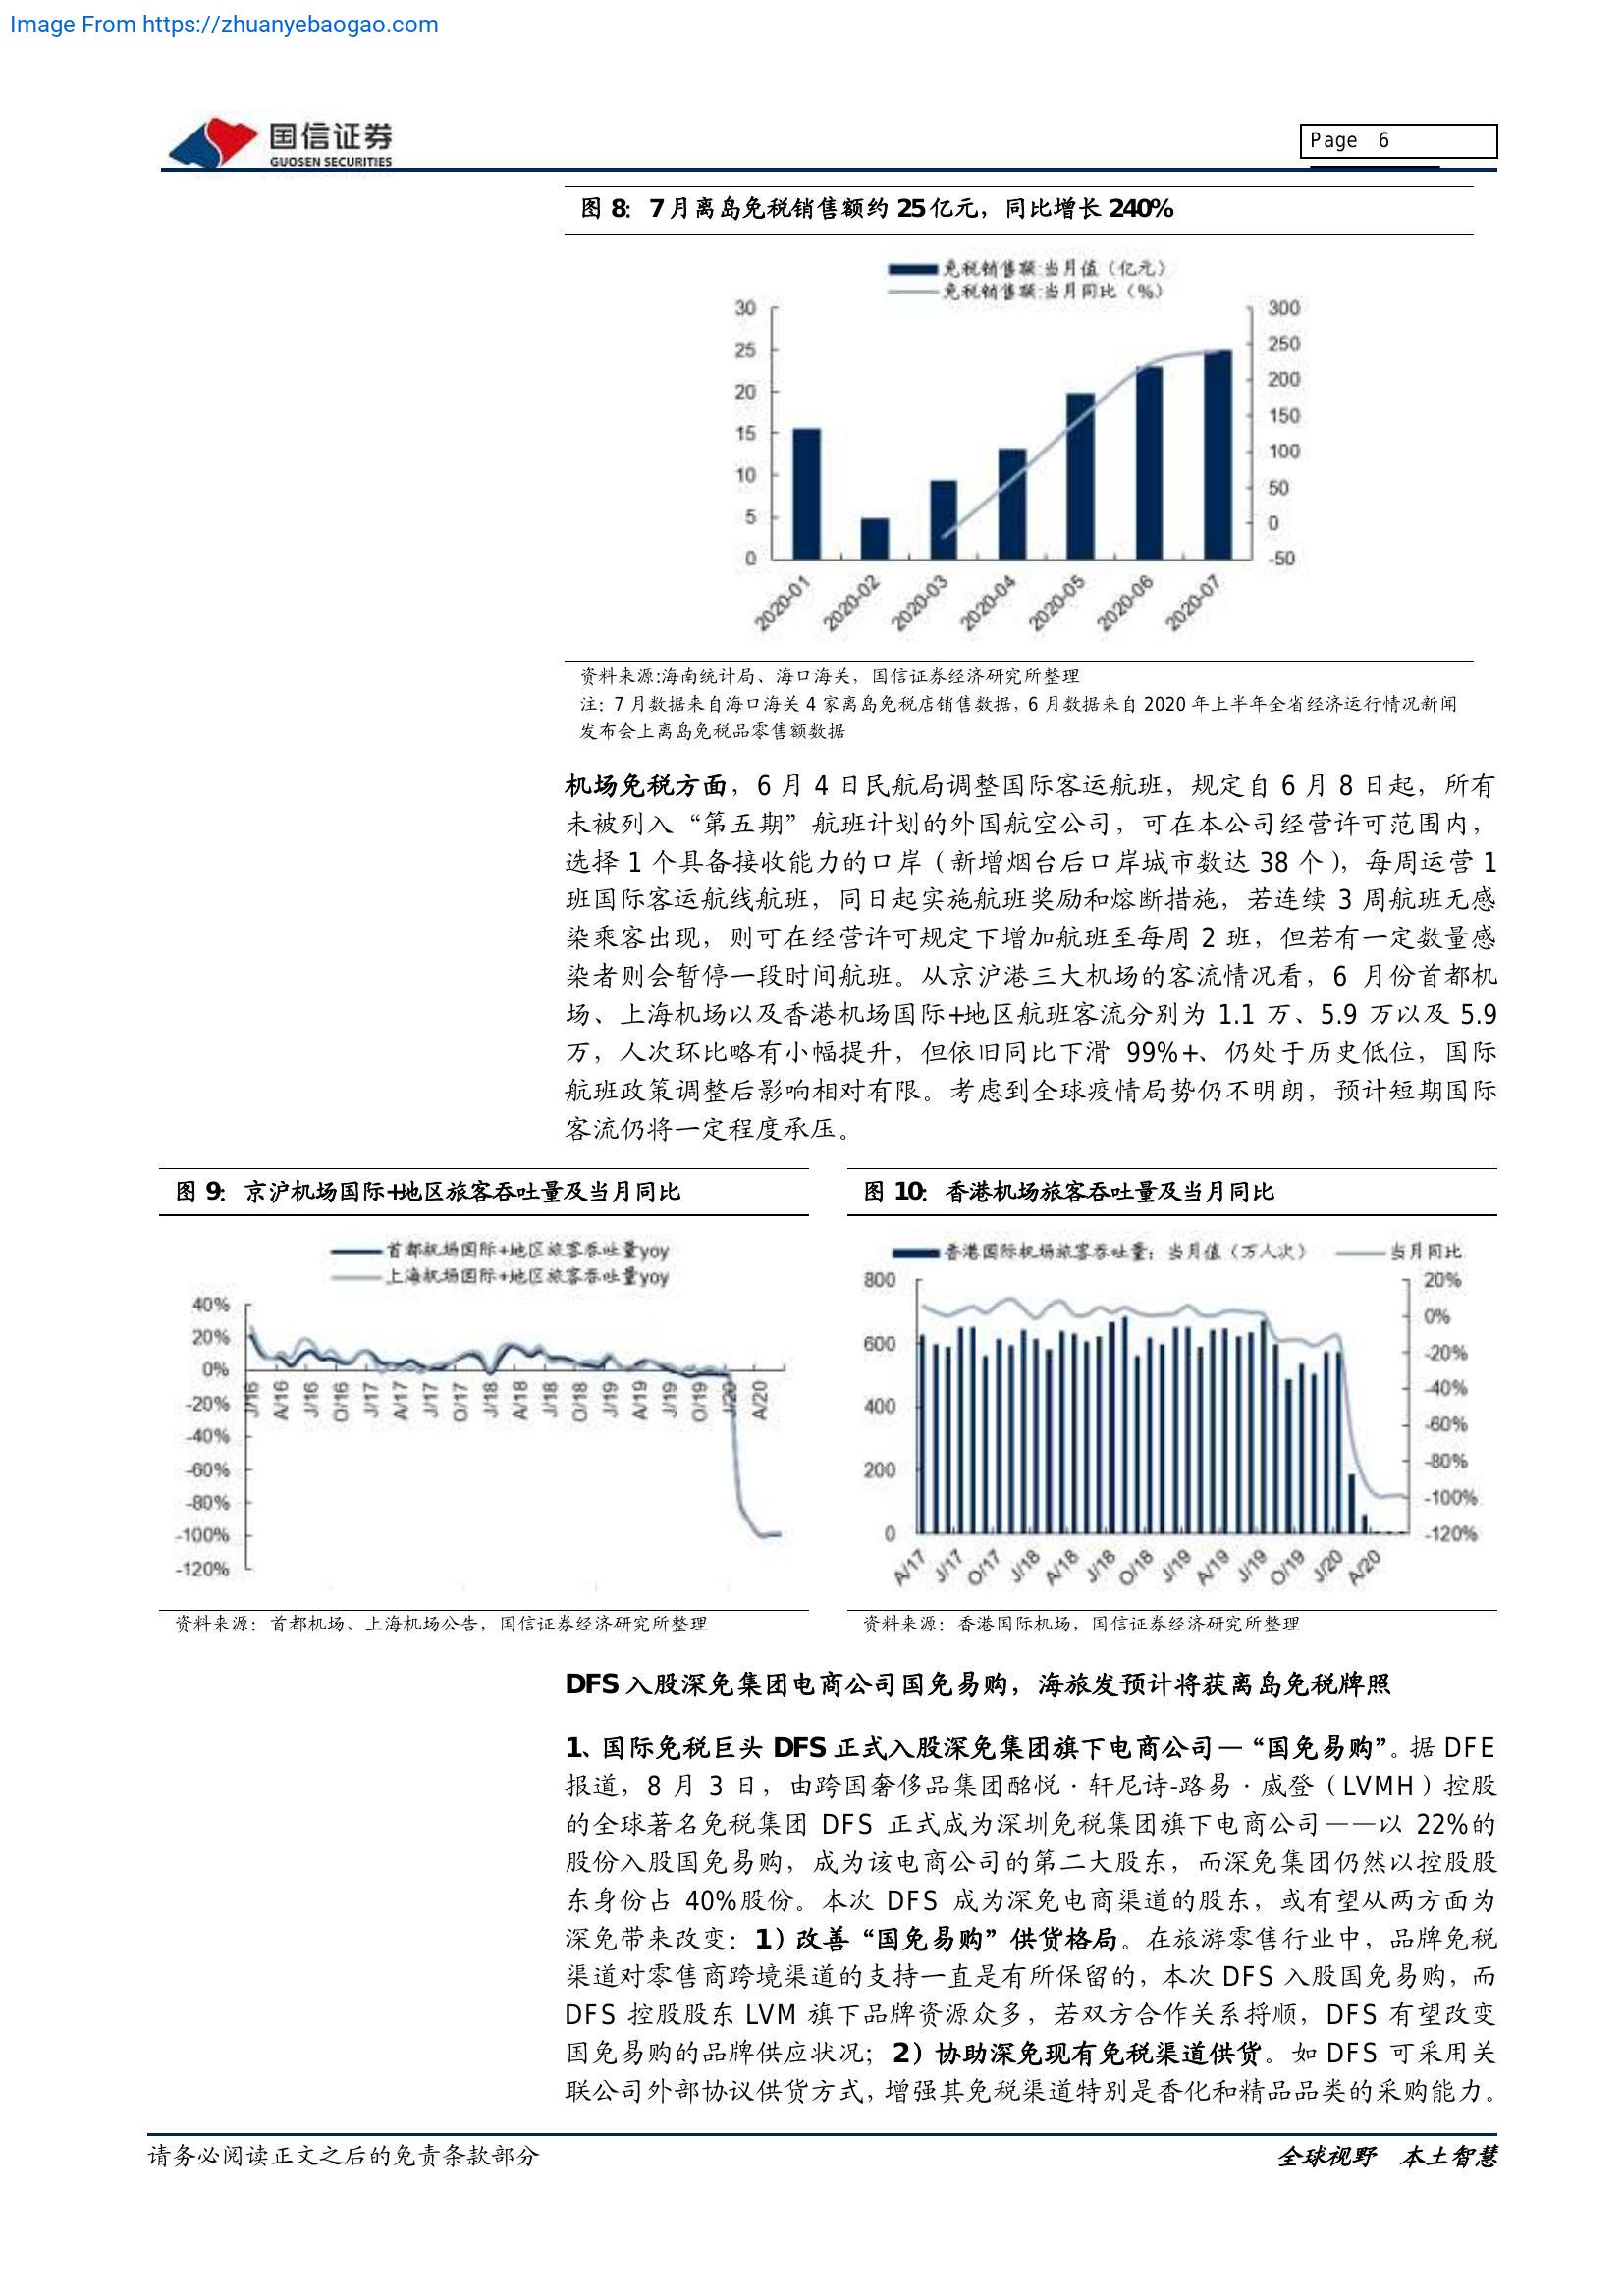 Image From https://zhuanyebaogao.com
国信证券
GUOSEN SECURITIES
Page 6
图 8：7 月离岛免税销售额约 25 亿元，同比增长 240%
免税销售额:当月值（亿元）
免税销售额:当月同比（%）
30 300
25 250
20 200
15 150
10 100
5 50
0 0
-50
2020-01 2020-02 2020-03 2020-04 2020-05 2020-06 2020-07
资料来源:海南统计局、海口海关，国信证券经济研究所整理
注：7 月数据来自海口海关 4 家离岛免税店销售数据，6 月数据来自 2020 年上半年全省经济运行情况新闻
发布会上离岛免税品零售额数据
机场免税方面，6 月 4 日民航局调整国际客运航班，规定自 6 月 8 日起，所有
未被列入“第五期”航班计划的外国航空公司，可在本公司经营许可范围内，
选择 1 个具备接收能力的口岸（新增烟台后口岸城市数达 38 个），每周运营 1
班国际客运航线航班，同日起实施航班奖励和熔断措施，若连续 3 周航班无感
染乘客出现，则可在经营许可规定下增加航班至每周 2 班，但若有一定数量感
染者则会暂停一段时间航班。从京沪港三大机场的客流情况看，6 月份首都机
场、上海机场以及香港机场国际+地区航班客流分别为 1.1 万、5.9 万以及 5.9
万，人次环比略有小幅提升，但依旧同比下滑 99%+、仍处于历史低位，国际
航班政策调整后影响相对有限。考虑到全球疫情局势仍不明朗，预计短期国际
客流仍将一定程度承压。
图 9：京沪机场国际+地区旅客吞吐量及当月同比
首都机场国际+地区旅客吞吐量yoy
上海机场国际+地区旅客吞吐量yoy
40%
20%
0%
-20%
-40%
-60%
-80%
-100%
-120%
J/16 A/16 J/16 O/16 J/17 A/17 J/17 O/17 J/18 A/18 J/18 O/18 J/19 A/19 J/19 O/19 J/20 A/20
资料来源：首都机场、上海机场公告，国信证券经济研究所整理
图 10：香港机场旅客吞吐量及当月同比
香港国际机场旅客吞吐量：当月值（万人次） 当月同比
800 20%
0%
600
-20%
-40%
400
-60%
200 -80%
-100%
0 -120%
A/17 J/17 O/17 J/18 A/18 J/18 O/18 J/19 A/19 J/19 O/19 J/20 A/20
资料来源：香港国际机场，国信证券经济研究所整理
DFS 入股深免集团电商公司国免易购，海旅发预计将获离岛免税牌照
1、国际免税巨头 DFS 正式入股深免集团旗下电商公司—“国免易购”。据 DFE
报道，8 月 3 日，由跨国奢侈品集团酩悦·轩尼诗-路易·威登（LVMH）控股
的全球著名免税集团 DFS 正式成为深圳免税集团旗下电商公司——以 22%的
股份入股国免易购，成为该电商公司的第二大股东，而深免集团仍然以控股股
东身份占 40%股份。本次 DFS 成为深免电商渠道的股东，或有望从两方面为
深免带来改变：1）改善“国免易购”供货格局。在旅游零售行业中，品牌免税
渠道对零售商跨境渠道的支持一直是有所保留的，本次 DFS 入股国免易购，而
DFS 控股股东 LVM 旗下品牌资源众多，若双方合作关系捋顺，DFS 有望改变
国免易购的品牌供应状况；2）协助深免现有免税渠道供货。如 DFS 可采用关
联公司外部协议供货方式，增强其免税渠道特别是香化和精品品类的采购能力。
请务必阅读正文之后的免责条款部分
全球视野 本土智慧